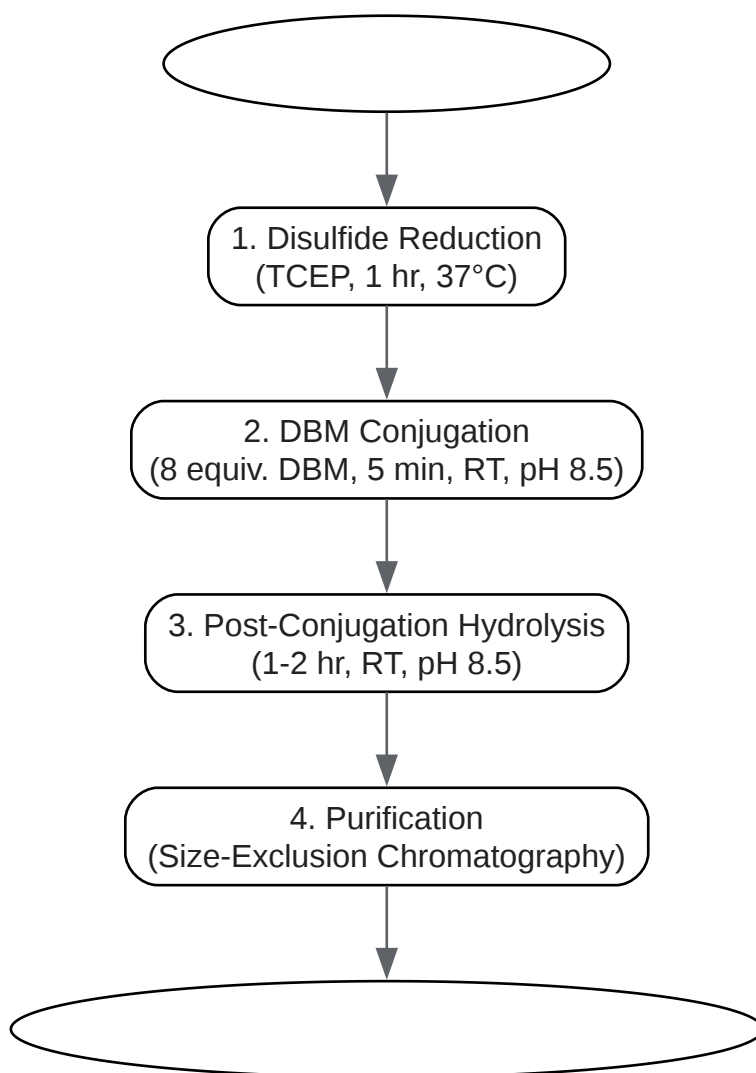 1. Disulfide Reduction
(TCEP, 1 hr, 37°C)
2. DBM Conjugation
(8 equiv. DBM, 5 min, RT, pH 8.5)
3. Post-Conjugation Hydrolysis
(1-2 hr, RT, pH 8.5)
4. Purification
(Size-Exclusion Chromatography)